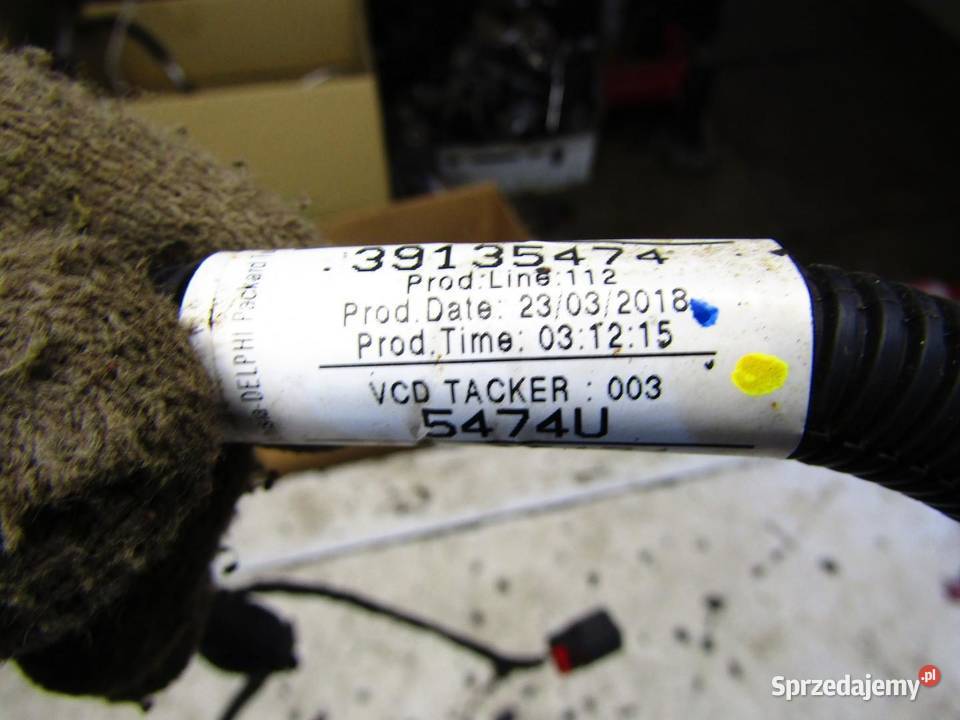 39135474
Prod.Line:112
Prod.Date: 23/03/2018
Prod.Time: 03:12:15
VCD TACKER : 003
5474U
DELPHI Packard
Sprzedajemy.pl